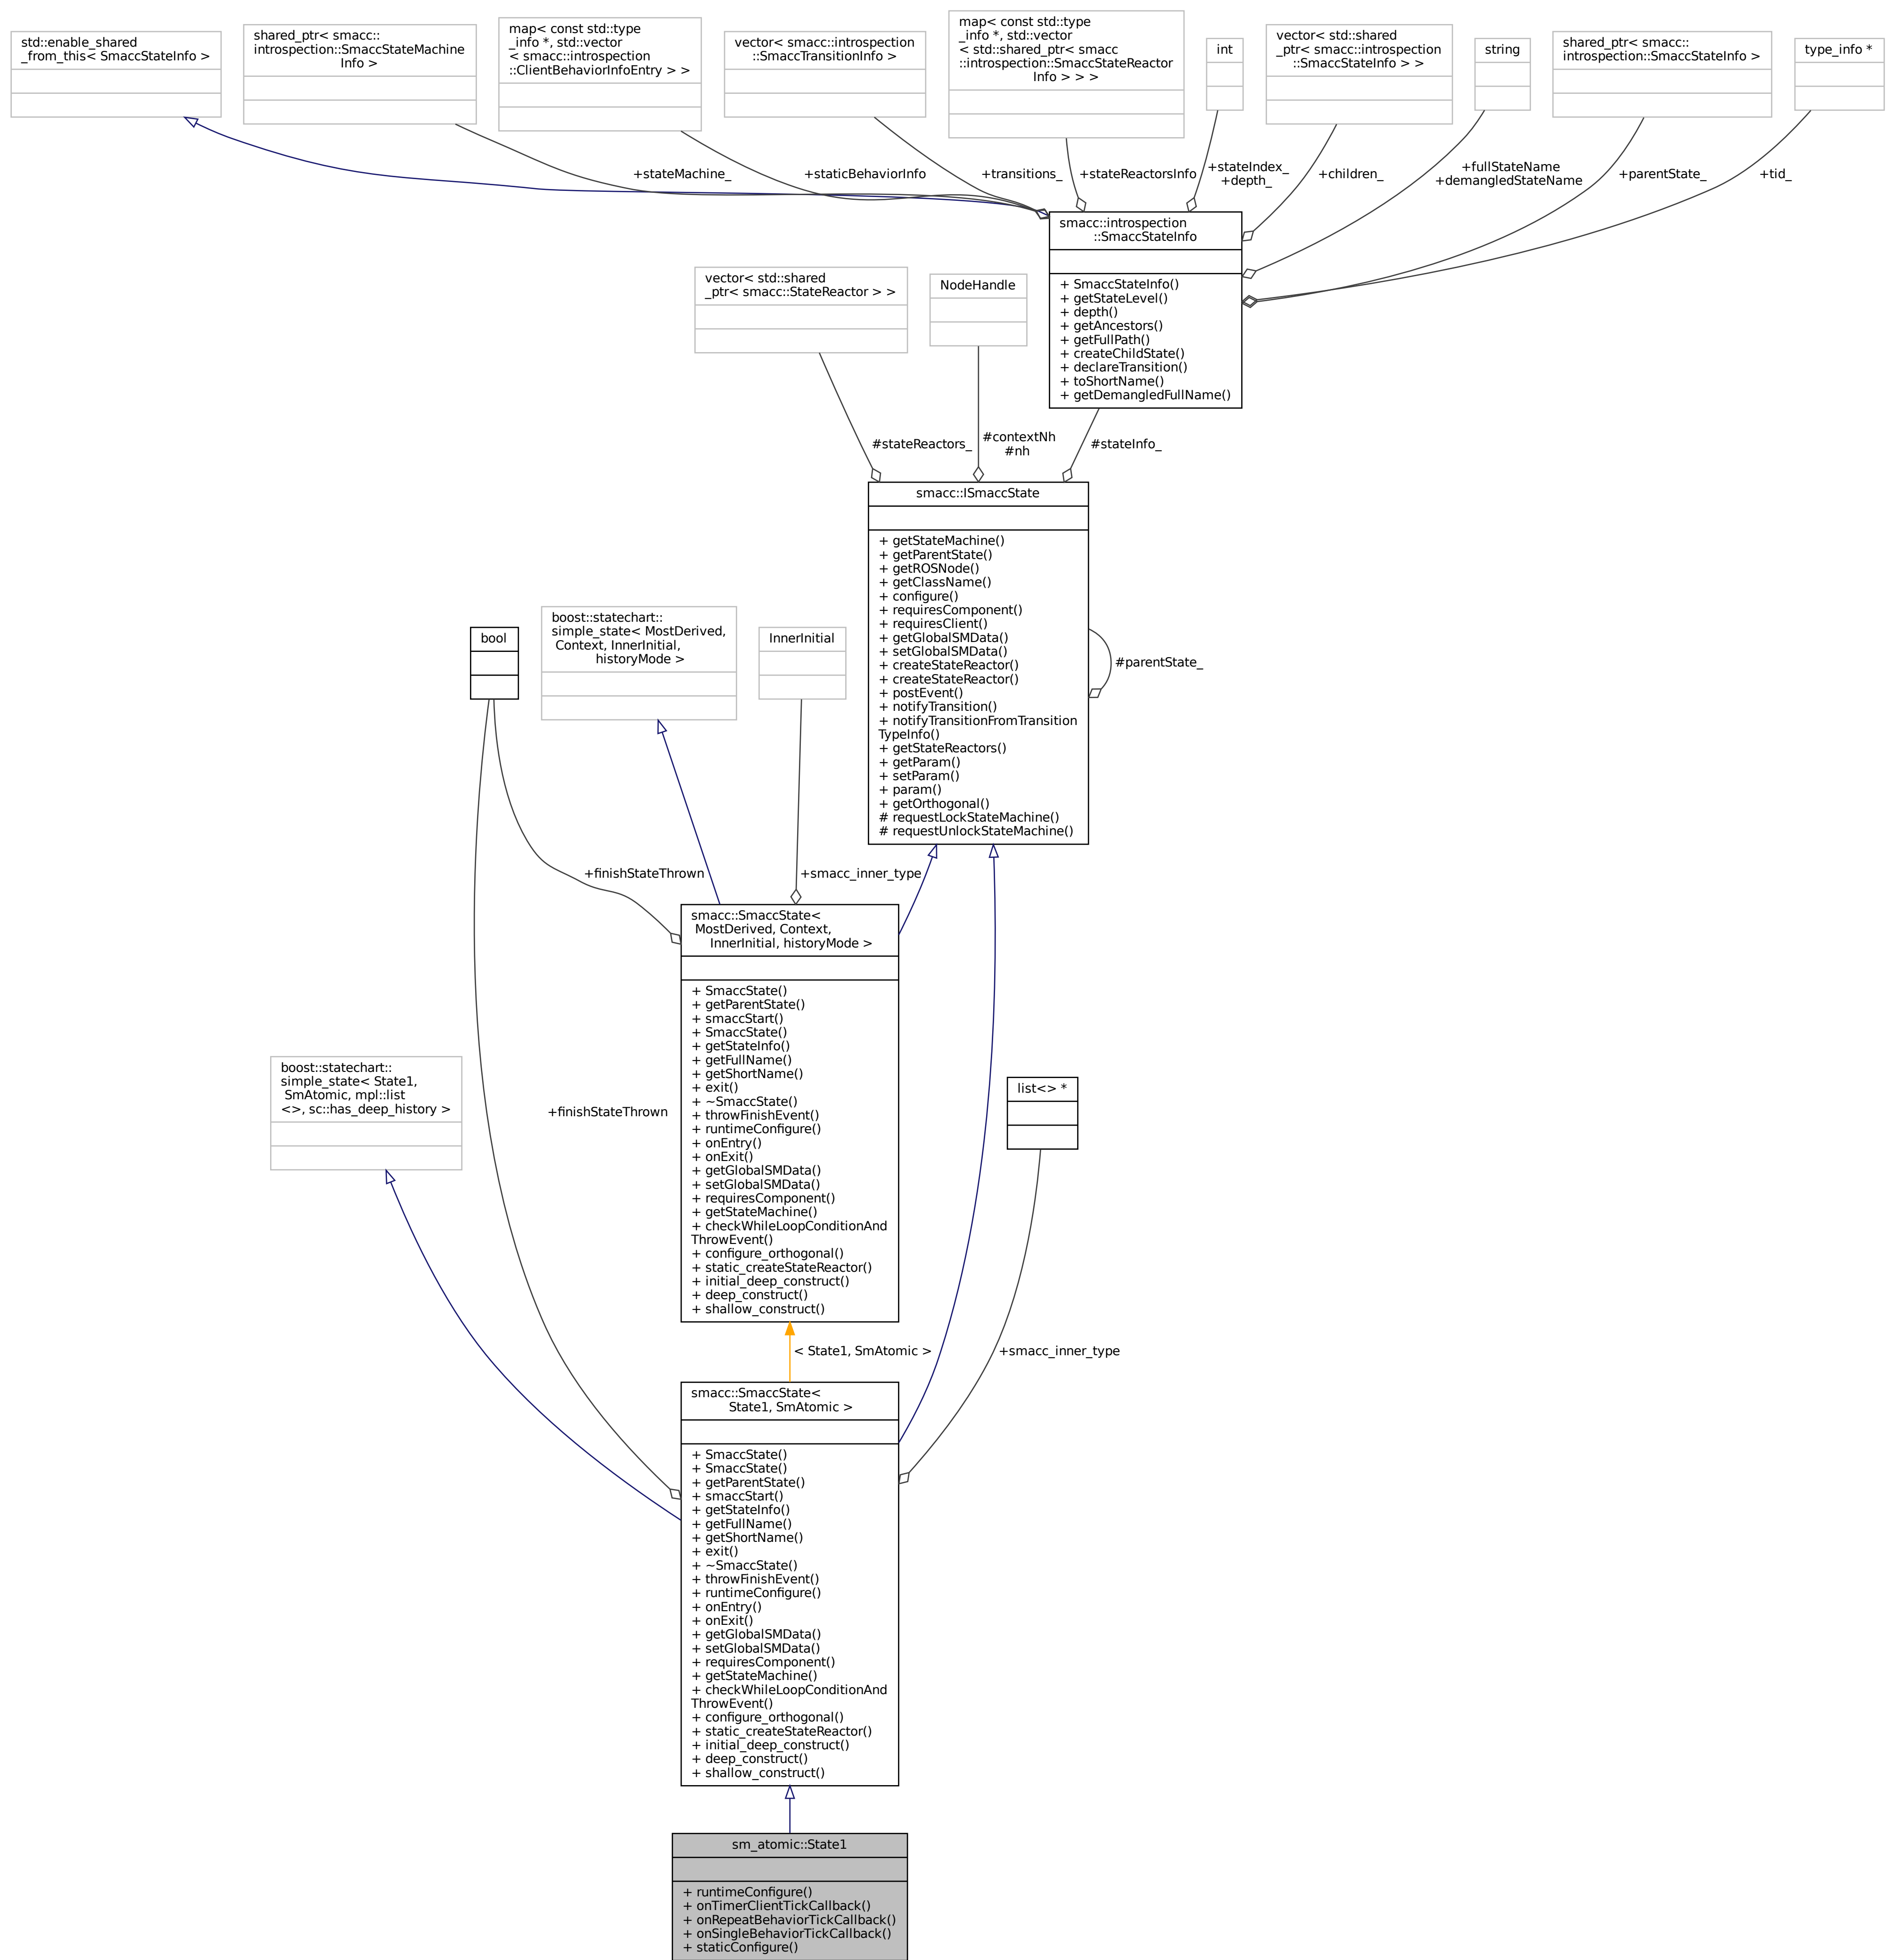 std::enable_shared
_from_this< SmaccStateInfo >
shared_ptr< smacc::
introspection::SmaccStateMachine
Info >
map< const std::type
_info *, std::vector
< smacc::introspection
::ClientBehaviorInfoEntry > >
vector< smacc::introspection
::SmaccTransitionInfo >
map< const std::type
_info *, std::vector
< std::shared_ptr< smacc
::introspection::SmaccStateReactor
Info > > >
int
vector< std::shared
_ptr< smacc::introspection
::SmaccStateInfo > >
string
shared_ptr< smacc::
introspection::SmaccStateInfo >
type_info *
+stateMachine_
+staticBehaviorInfo
+transitions_
+stateReactorsInfo
+stateIndex_
+depth_
+children_
+fullStateName
+demangledStateName
+parentState_
+tid_
smacc::introspection
::SmaccStateInfo
+ SmaccStateInfo()
+ getStateLevel()
+ depth()
+ getAncestors()
+ getFullPath()
+ createChildState()
+ declareTransition()
+ toShortName()
+ getDemangledFullName()
vector< std::shared
_ptr< smacc::StateReactor > >
NodeHandle
#stateReactors_
#contextNh
#nh
#stateInfo_
smacc::ISmaccState
+ getStateMachine()
+ getParentState()
+ getROSNode()
+ getClassName()
+ configure()
+ requiresComponent()
+ requiresClient()
+ getGlobalSMData()
+ setGlobalSMData()
+ createStateReactor()
+ createStateReactor()
+ postEvent()
+ notifyTransition()
+ notifyTransitionFromTransition
TypeInfo()
+ getStateReactors()
+ getParam()
+ setParam()
+ param()
+ getOrthogonal()
# requestLockStateMachine()
# requestUnlockStateMachine()
#parentState_
bool
boost::statechart::
simple_state< MostDerived,
Context, InnerInitial,
historyMode >
InnerInitial
+finishStateThrown
+smacc_inner_type
smacc::SmaccState<
MostDerived, Context,
InnerInitial, historyMode >
+ SmaccState()
+ getParentState()
+ smaccStart()
+ SmaccState()
+ getStateInfo()
+ getFullName()
+ getShortName()
+ exit()
+ ~SmaccState()
+ throwFinishEvent()
+ runtimeConfigure()
+ onEntry()
+ onExit()
+ getGlobalSMData()
+ setGlobalSMData()
+ requiresComponent()
+ getStateMachine()
+ checkWhileLoopConditionAnd
ThrowEvent()
+ configure_orthogonal()
+ static_createStateReactor()
+ initial_deep_construct()
+ deep_construct()
+ shallow_construct()
boost::statechart::
simple_state< State1,
SmAtomic, mpl::list
<>, sc::has_deep_history >
+finishStateThrown
list<> *
< State1, SmAtomic >
+smacc_inner_type
smacc::SmaccState<
State1, SmAtomic >
+ SmaccState()
+ SmaccState()
+ getParentState()
+ smaccStart()
+ getStateInfo()
+ getFullName()
+ getShortName()
+ exit()
+ ~SmaccState()
+ throwFinishEvent()
+ runtimeConfigure()
+ onEntry()
+ onExit()
+ getGlobalSMData()
+ setGlobalSMData()
+ requiresComponent()
+ getStateMachine()
+ checkWhileLoopConditionAnd
ThrowEvent()
+ configure_orthogonal()
+ static_createStateReactor()
+ initial_deep_construct()
+ deep_construct()
+ shallow_construct()
sm_atomic::State1
+ runtimeConfigure()
+ onTimerClientTickCallback()
+ onRepeatBehaviorTickCallback()
+ onSingleBehaviorTickCallback()
+ staticConfigure()